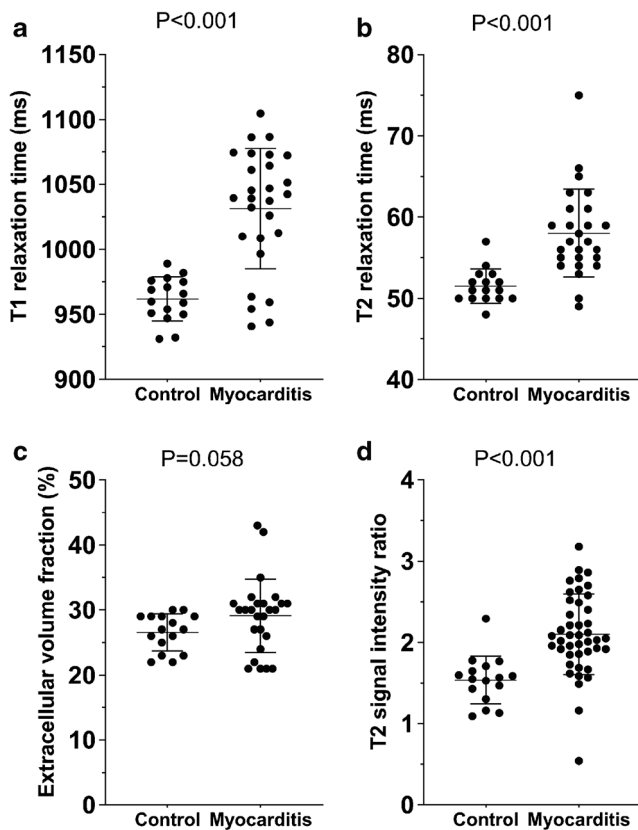 a
P<0.001
T1 relaxation time (ms)
1150
1100
1050
1000
950
900
Control Myocarditis
b
P<0.001
T2 relaxation time (ms)
80
70
60
50
40
Control Myocarditis
c
P=0.058
Extracellular volume fraction (%)
50
40
30
20
10
0
Control Myocarditis
d
P<0.001
T2 signal intensity ratio
4
3
2
1
0
Control Myocarditis